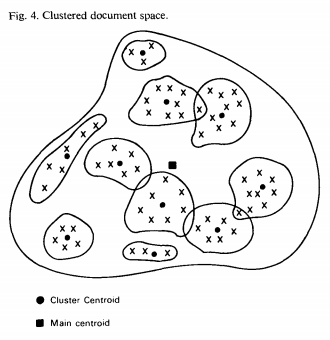 Fig. 4. Clustered document space.
Cluster Centroid
Main centroid